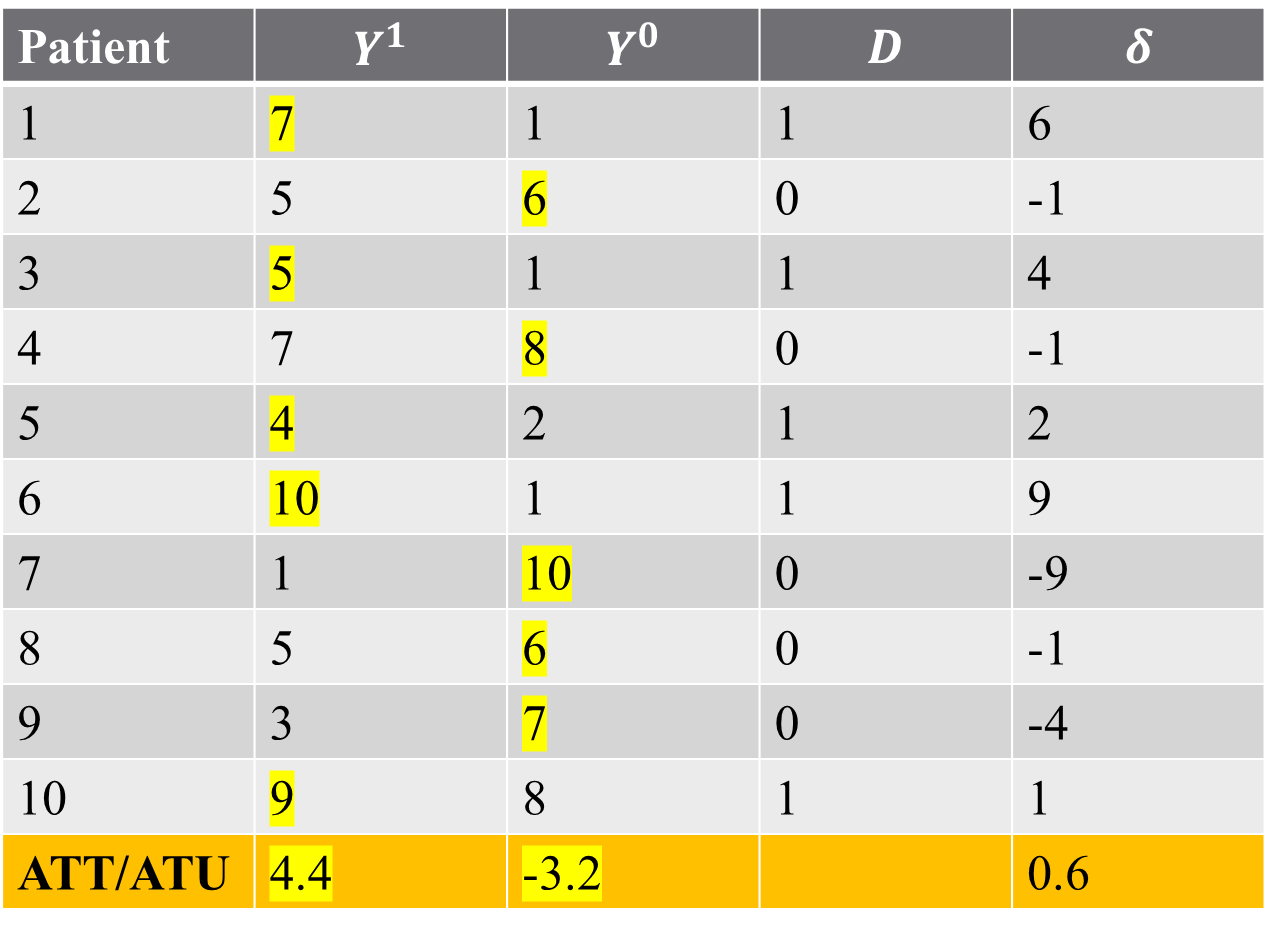 Patient Y¹ Y⁰ D δ
1 7 1 1 6
2 5 6 0 -1
3 5 1 1 4
4 7 8 0 -1
5 4 2 1 2
6 10 1 1 9
7 1 10 0 -9
8 5 6 0 -1
9 3 7 0 -4
10 9 8 1 1
ATT/ATU 4.4 -3.2 0.6